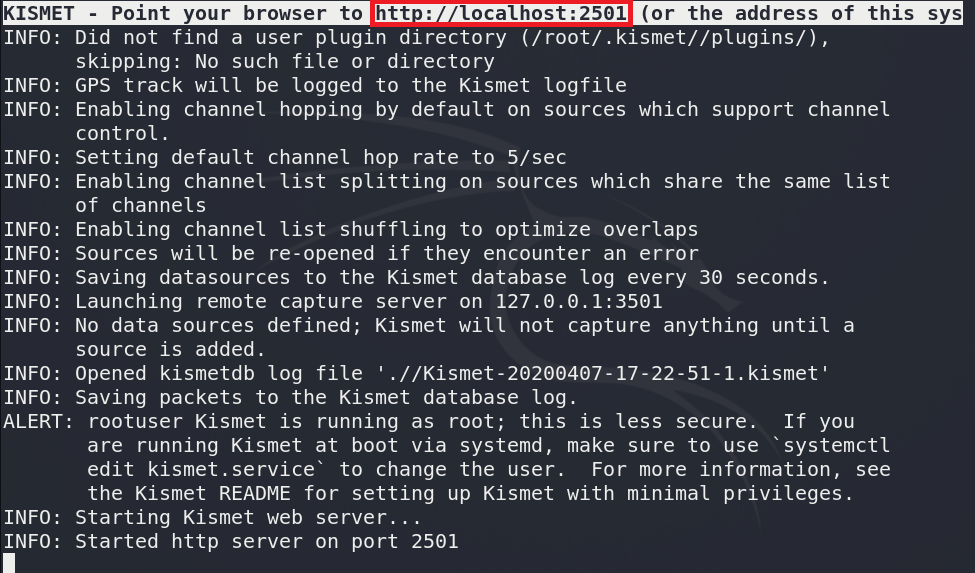 KISMET - Point your browser to http://localhost:2501 (or the address of this sys
INFO: Did not find a user plugin directory (/root/.kismet//plugins/),
skipping: No such file or directory
INFO: GPS track will be logged to the Kismet logfile
INFO: Enabling channel hopping by default on sources which support channel
control.
INFO: Setting default channel hop rate to 5/sec
INFO: Enabling channel list splitting on sources which share the same list
of channels
INFO: Enabling channel list shuffling to optimize overlaps
INFO: Sources will be re-opened if they encounter an error
INFO: Saving datasources to the Kismet database log every 30 seconds.
INFO: Launching remote capture server on 127.0.0.1:3501
INFO: No data sources defined; Kismet will not capture anything until a
source is added.
INFO: Opened kismetdb log file './/Kismet-20200407-17-22-51-1.kismet'
INFO: Saving packets to the Kismet database log.
ALERT: rootuser Kismet is running as root; this is less secure.  If you
are running Kismet at boot via systemd, make sure to use `systemctl
edit kismet.service` to change the user.  For more information, see
the Kismet README for setting up Kismet with minimal privileges.
INFO: Starting Kismet web server...
INFO: Started http server on port 2501